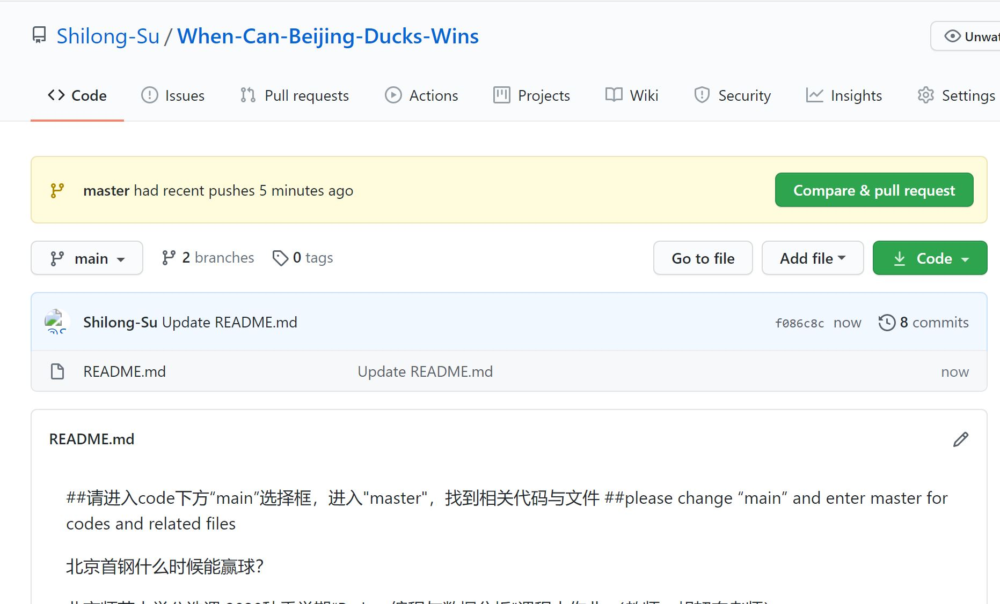 Shilong-Su / When-Can-Beijing-Ducks-Wins
Unwat
Code Issues Pull requests Actions Projects Wiki Security Insights Settings
master had recent pushes 5 minutes ago Compare & pull request
main 2 branches 0 tags Go to file Add file Code
Shilong-Su Update README.md f086c8c now 8 commits
README.md Update README.md now
README.md
##请进入code下方“main”选择框，进入"master"，找到相关代码与文件 ##please change “main” and enter master for
codes and related files
北京首钢什么时候能赢球？